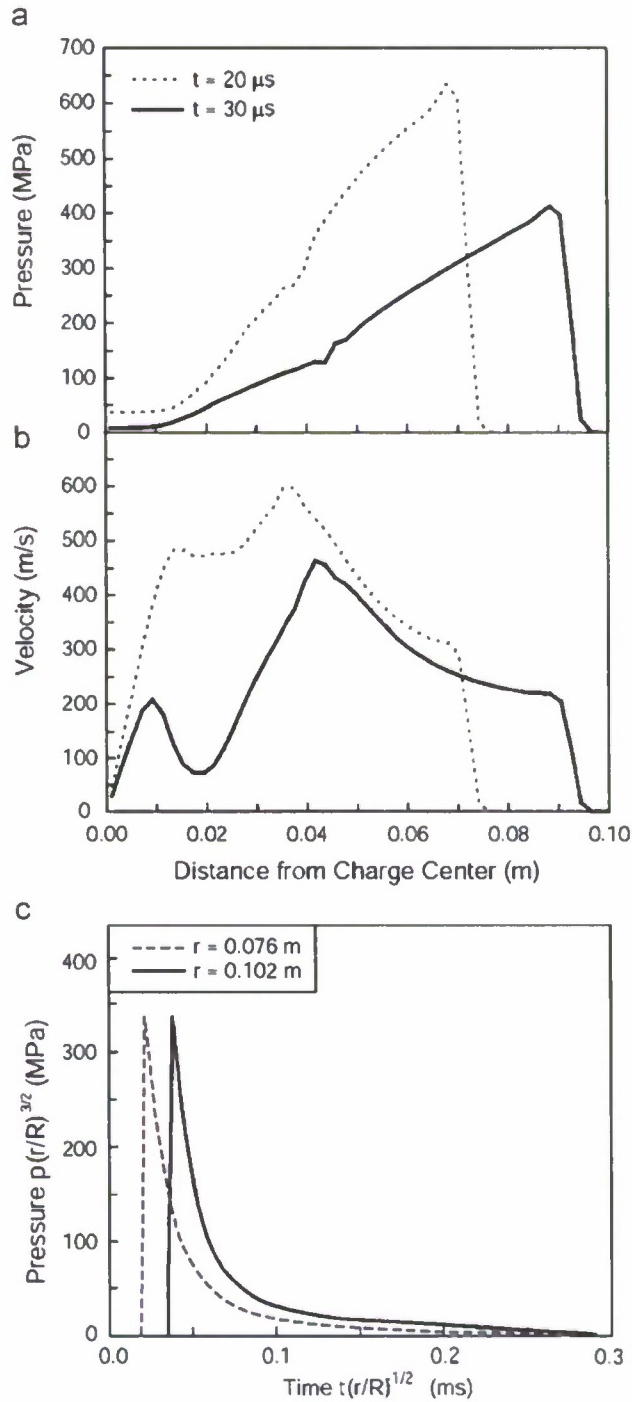 a
700
600
500
400
300
200
100
0
Pressure (MPa)
t = 20 μs
t = 30 μs
b
600
500
400
300
200
100
0
Velocity (m/s)
0.00 0.02 0.04 0.06 0.08 0.10
Distance from Charge Center (m)
c
400
300
200
100
0
Pressure p(r/R)^{3/2} (MPa)
r = 0.076 m
r = 0.102 m
0.0 0.1 0.2 0.3
Time t(r/R)^{1/2} (ms)